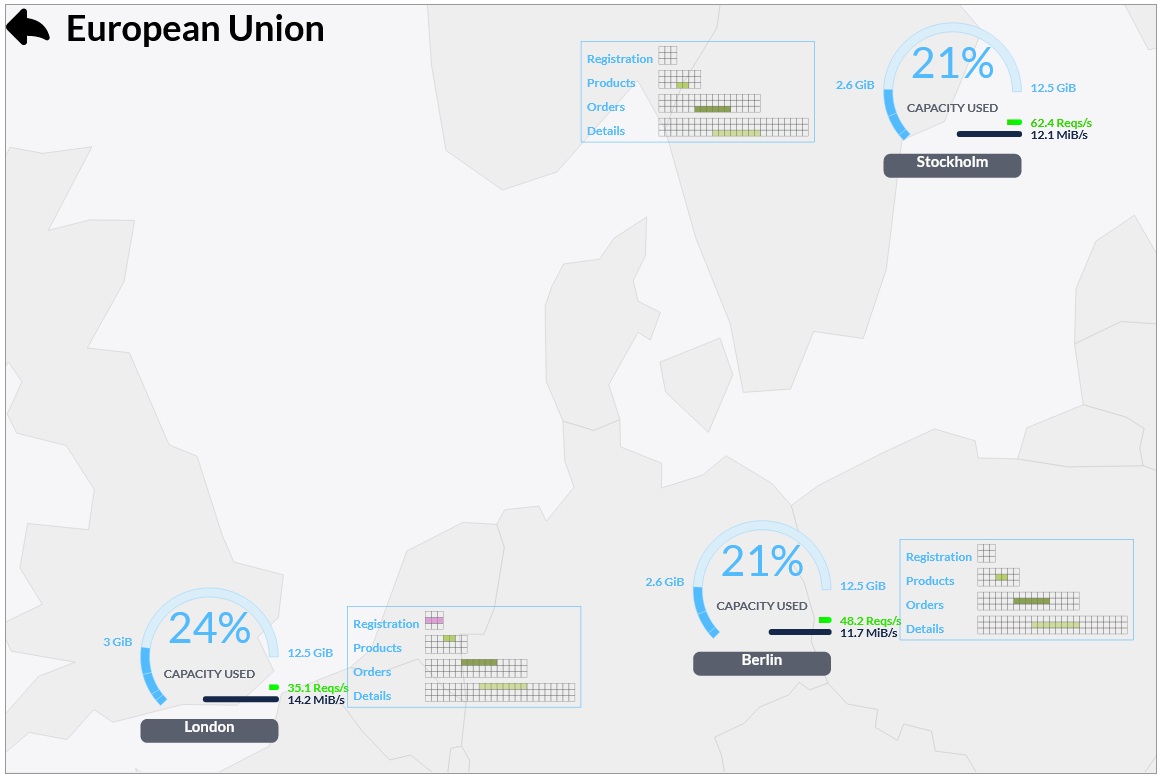 European Union
Registration
Products
Orders
Details
21%
2.6 GiB
12.5 GiB
CAPACITY USED
62.4 Reqs/s
12.1 MiB/s
Stockholm
21%
2.6 GiB
12.5 GiB
CAPACITY USED
48.2 Reqs/s
11.7 MiB/s
Berlin
Registration
Products
Orders
Details
24%
3 GiB
12.5 GiB
CAPACITY USED
35.1 Reqs/s
14.2 MiB/s
London
Registration
Products
Orders
Details